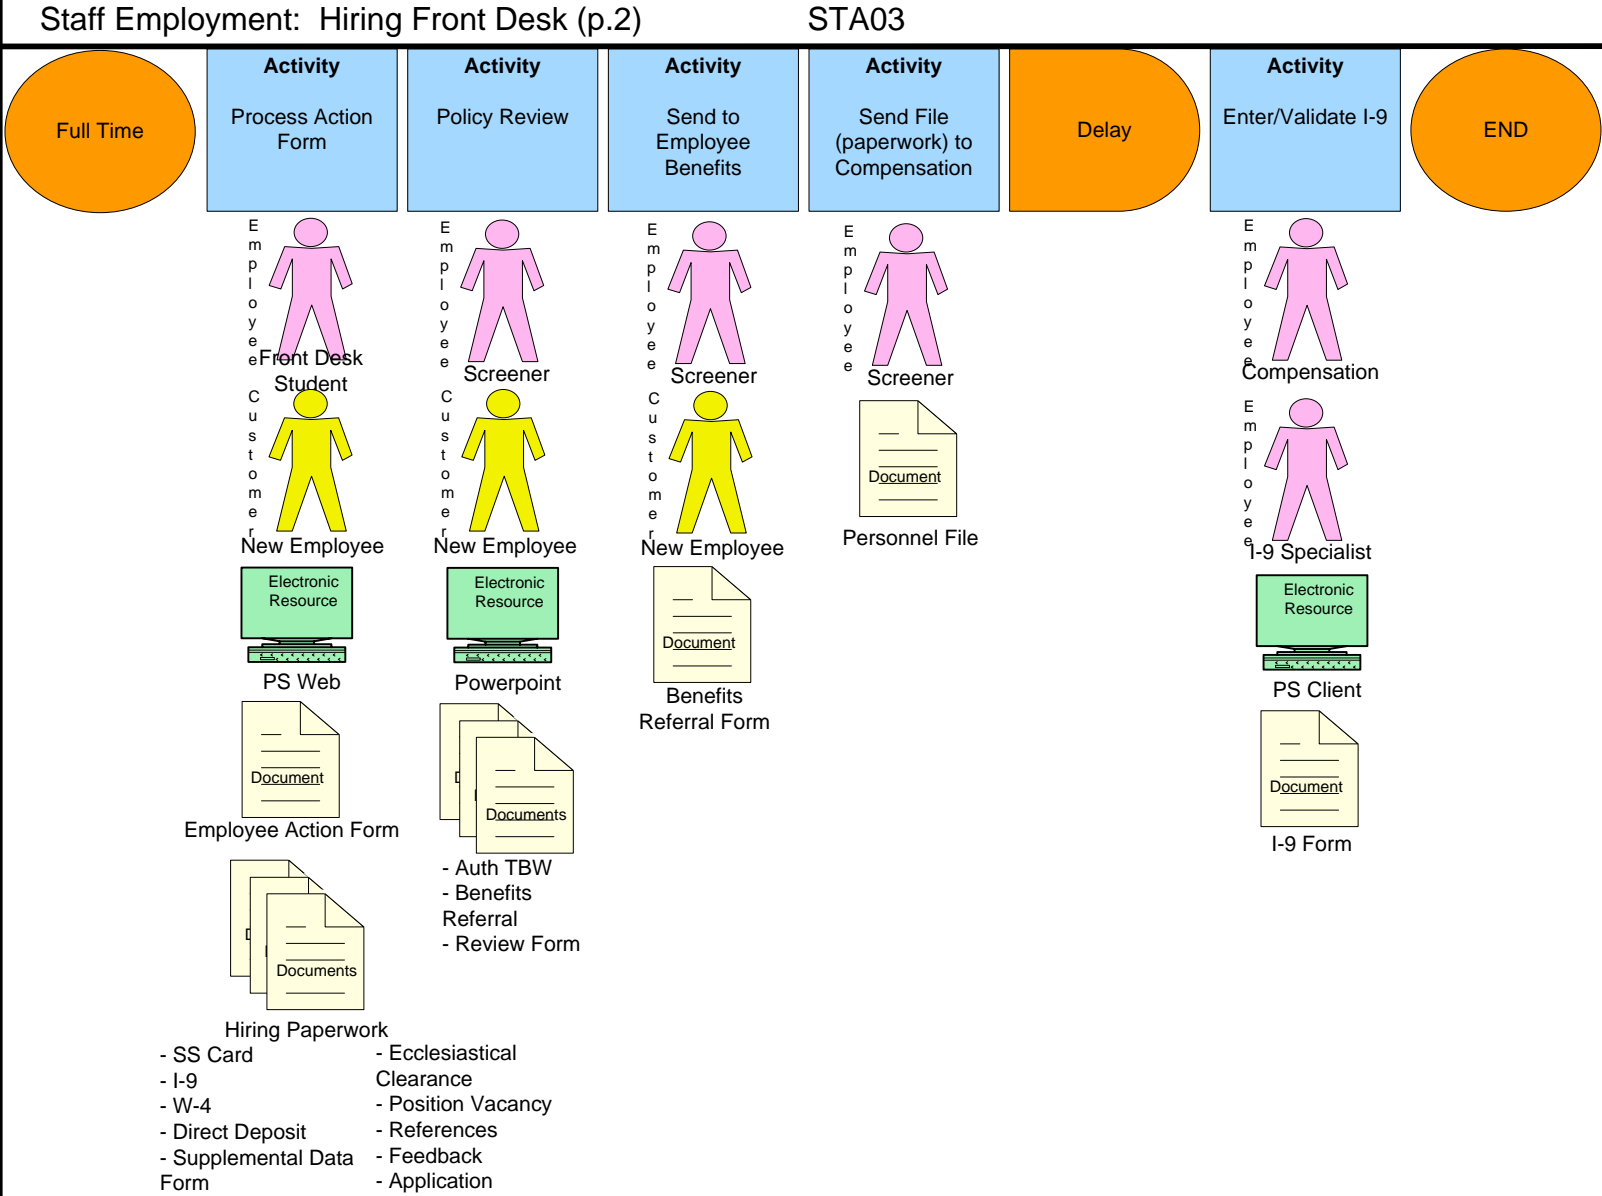 Staff Employment:  Hiring Front Desk (p.2)
STA03
Full Time
Activity
Process Action
Form
Activity
Policy Review
Activity
Send to
Employee
Benefits
Activity
Send File
(paperwork) to
Compensation
Delay
Activity
Enter/Validate I-9
END
Employee
Front Desk
Student
Customer
New Employee
Electronic
Resource
PS Web
Document
Employee Action Form
Documents
Hiring Paperwork
- SS Card
- I-9
- W-4
- Direct Deposit
- Supplemental Data
Form
- Ecclesiastical
Clearance
- Position Vacancy
- References
- Feedback
- Application
Employee
Screener
Customer
New Employee
Electronic
Resource
Powerpoint
Documents
- Auth TBW
- Benefits
Referral
- Review Form
Employee
Screener
Customer
New Employee
Document
Benefits
Referral Form
Employee
Screener
Document
Personnel File
Employee
Compensation
Employee
I-9 Specialist
Electronic
Resource
PS Client
Document
I-9 Form